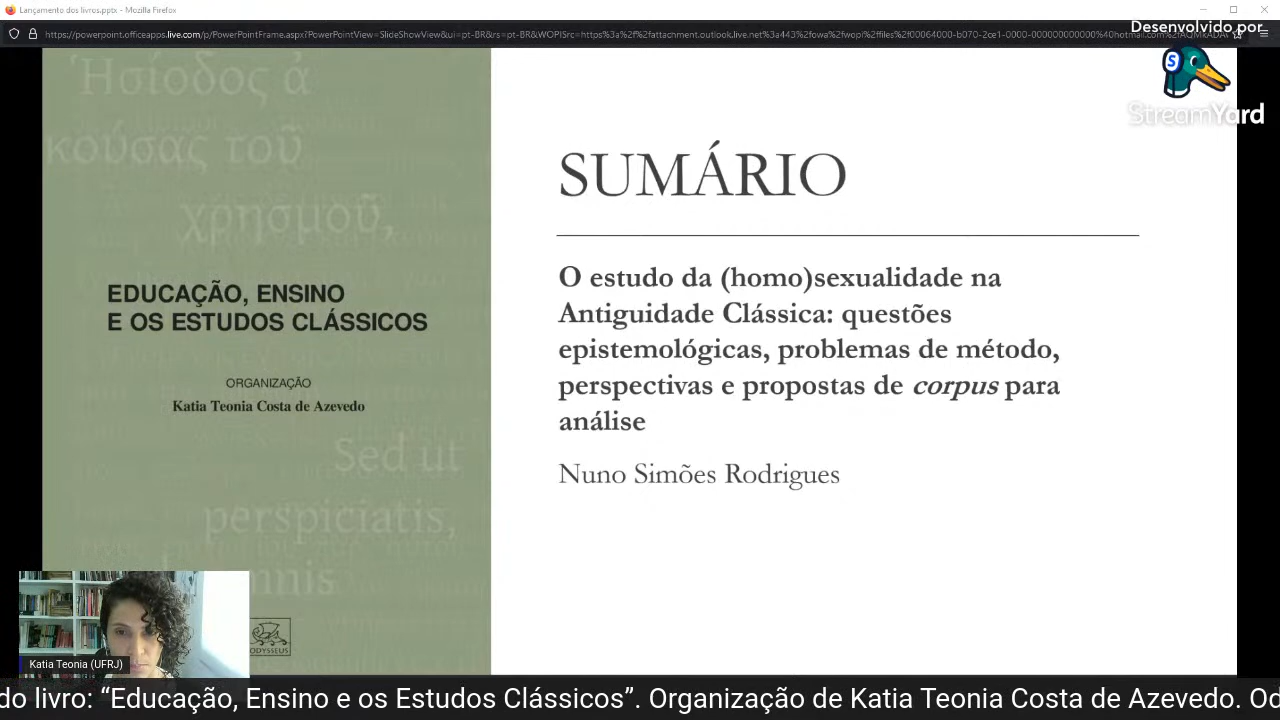 Lançamento dos livros.pptx - Mozilla Firefox
Desenvolvido por
StreamYard
Ἡσίοδος ἀ
κούσας τοῦ
χρησμοῦ,
EDUCAÇÃO, ENSINO
E OS ESTUDOS CLÁSSICOS
ORGANIZAÇÃO
Katia Teonia Costa de Azevedo
Sed ut
perspiciatis,
omnis
ODYSSEUS
SUMÁRIO
O estudo da (homo)sexualidade na
Antiguidade Clássica: questões
epistemológicas, problemas de método,
perspectivas e propostas de corpus para
análise
Nuno Simões Rodrigues
Katia Teonia (UFRJ)
do livro: “Educação, Ensino e os Estudos Clássicos”. Organização de Katia Teonia Costa de Azevedo. Od